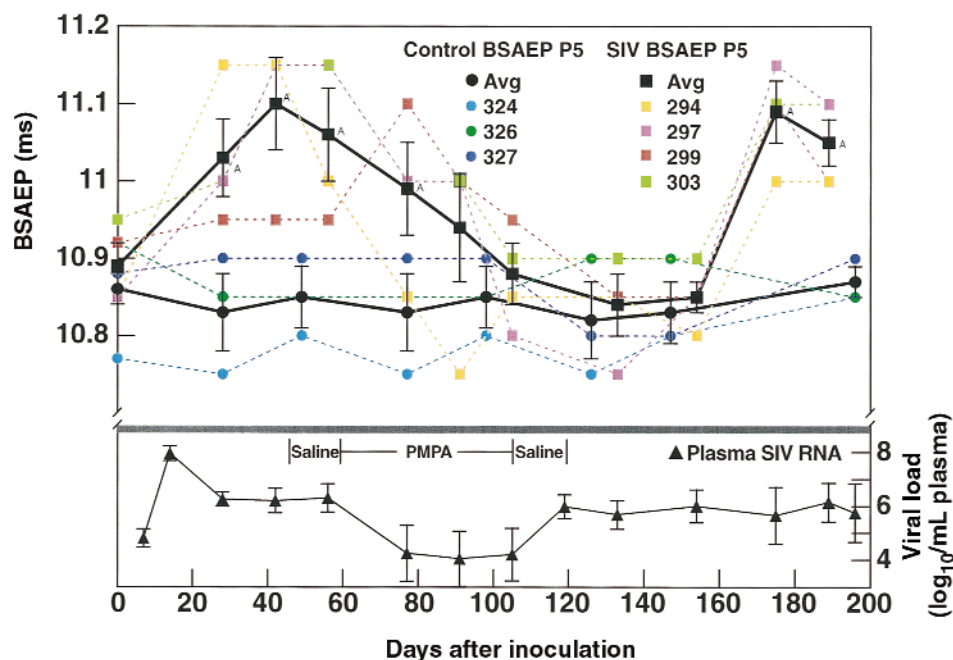 11.2
11.1
11
10.9
10.8
BSAEP (ms)
Control BSAEP P5
Avg
324
326
327
SIV BSAEP P5
Avg
294
297
299
303
A
A
A
A
A
A
Saline
PMPA
Saline
Plasma SIV RNA
8
6
4
Viral load
(log10/mL plasma)
0 20 40 60 80 100 120 140 160 180 200
Days after inoculation